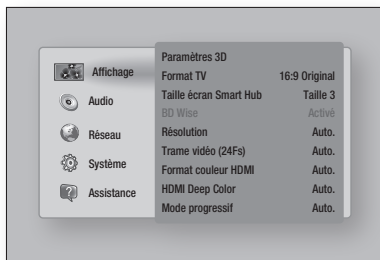 Affichage
Audio
Réseau
Système
Assistance
Paramètres 3D
Format TV 16:9 Original
Taille écran Smart Hub Taille 3
BD Wise Activé
Résolution Auto.
Trame vidéo (24Fs) Auto.
Format couleur HDMI Auto.
HDMI Deep Color Auto.
Mode progressif Auto.